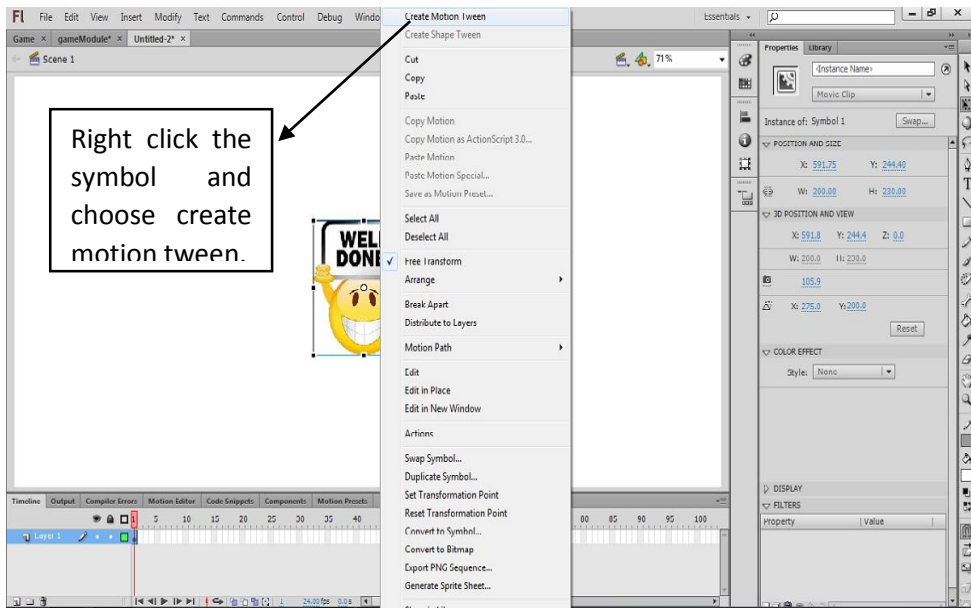 Fl File Edit View Insert Modify Text Commands Control Debug Windo
Essentials
Game × gameModule* × Untitled-2* ×
Scene 1
71%
Right click the
symbol and
choose create
motion tween.
WELL
DONE
Create Motion Tween
Create Shape Tween
Cut
Copy
Paste
Copy Motion
Copy Motion as ActionScript 3.0...
Paste Motion
Paste Motion Special...
Save as Motion Preset...
Select All
Deselect All
Free Transform
Arrange
Break Apart
Distribute to Layers
Motion Path
Edit
Edit in Place
Edit in New Window
Actions
Swap Symbol...
Duplicate Symbol...
Set Transformation Point
Reset Transformation Point
Convert to Symbol...
Convert to Bitmap
Export PNG Sequence...
Generate Sprite Sheet...
Properties Library
<Instance Name>
Movie Clip
Instance of: Symbol 1 Swap...
POSITION AND SIZE
X: 591.75 Y: 244.40
W: 200.00 H: 230.00
3D POSITION AND VIEW
X: 591.8 Y: 244.4 Z: 0.0
W: 200.0 H: 230.0
105.9
X: 275.0 Y: 200.0
Reset
COLOR EFFECT
Style: None
DISPLAY
FILTERS
Property Value
Timeline Output Compiler Errors Motion Editor Code Snippets Components Motion Presets
1 5 10 15 20 25 30 35 40
85 90 95 100
Layer 1
1 24.00 fps 0.0 s